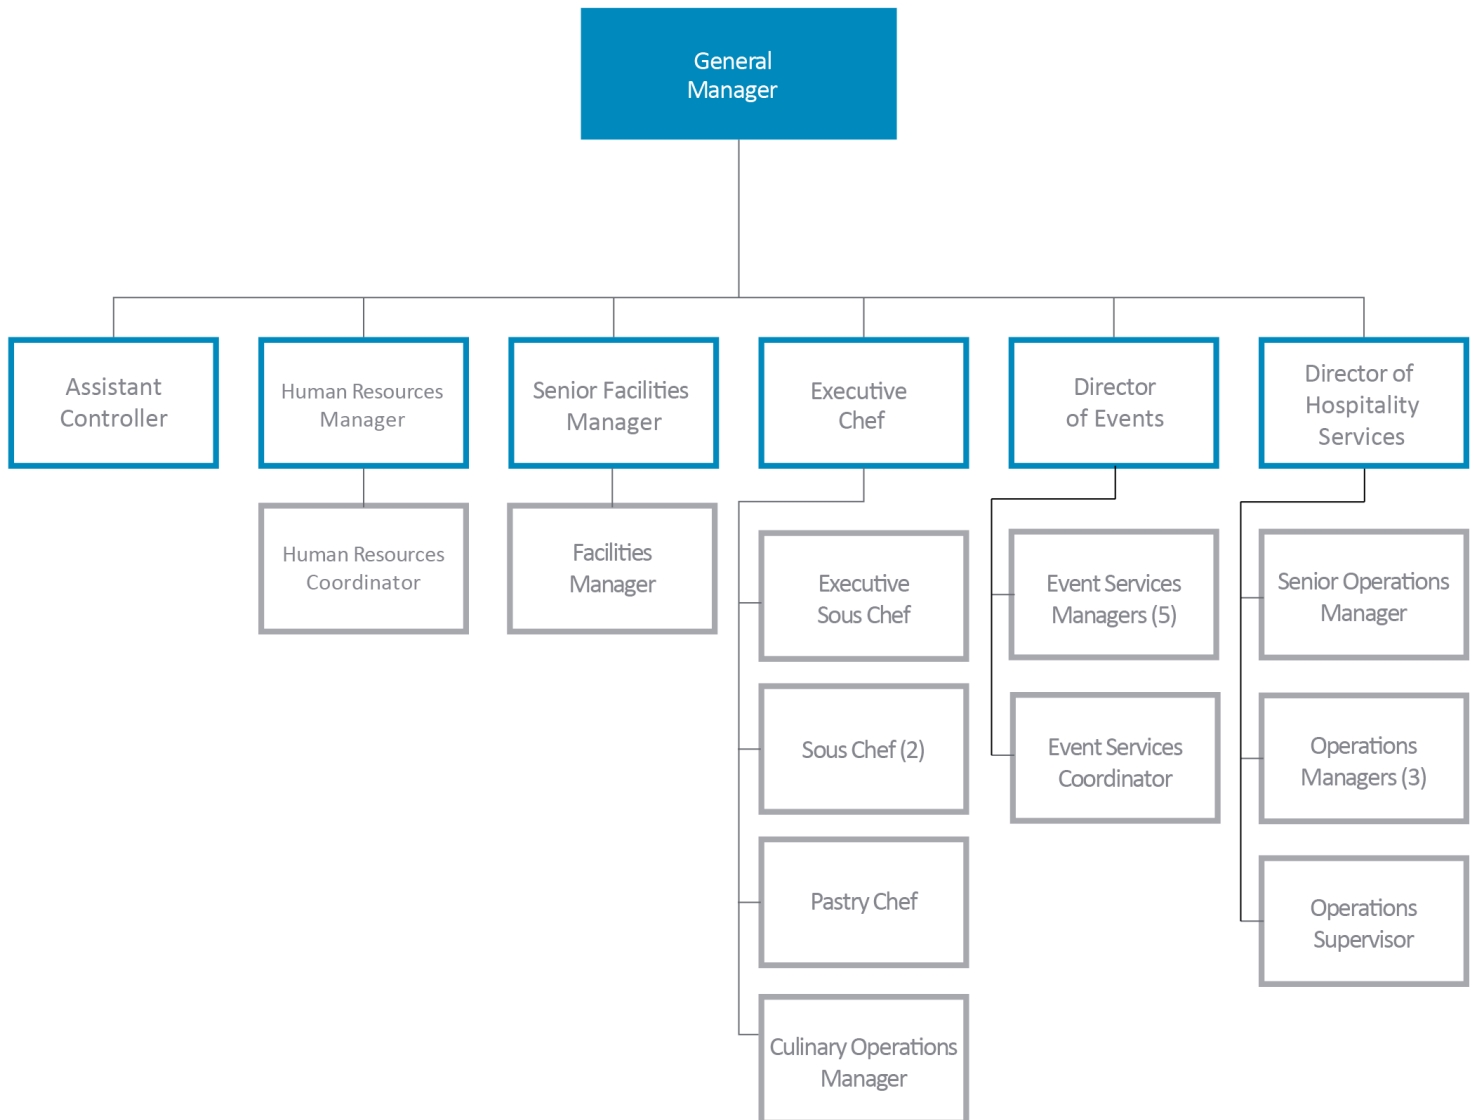 General
Manager
Assistant
Controller
Human Resources
Manager
Senior Facilities
Manager
Executive
Chef
Director
of Events
Director of
Hospitality
Services
Human Resources
Coordinator
Facilities
Manager
Executive
Sous Chef
Sous Chef (2)
Pastry Chef
Culinary Operations
Manager
Event Services
Managers (5)
Event Services
Coordinator
Senior Operations
Manager
Operations
Managers (3)
Operations
Supervisor